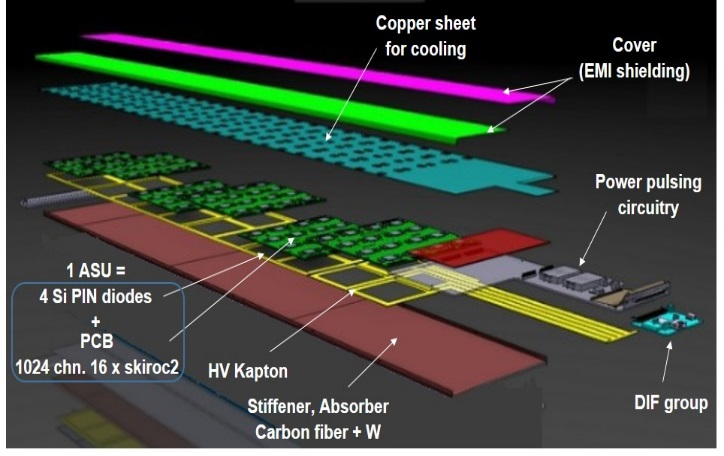 Copper sheet
for cooling
Cover
(EMI shielding)
Power pulsing
circuitry
1 ASU =
4 Si PIN diodes
+
PCB
1024 chn. 16 x skiroc2
HV Kapton
Stiffener, Absorber
Carbon fiber + W
DIF group